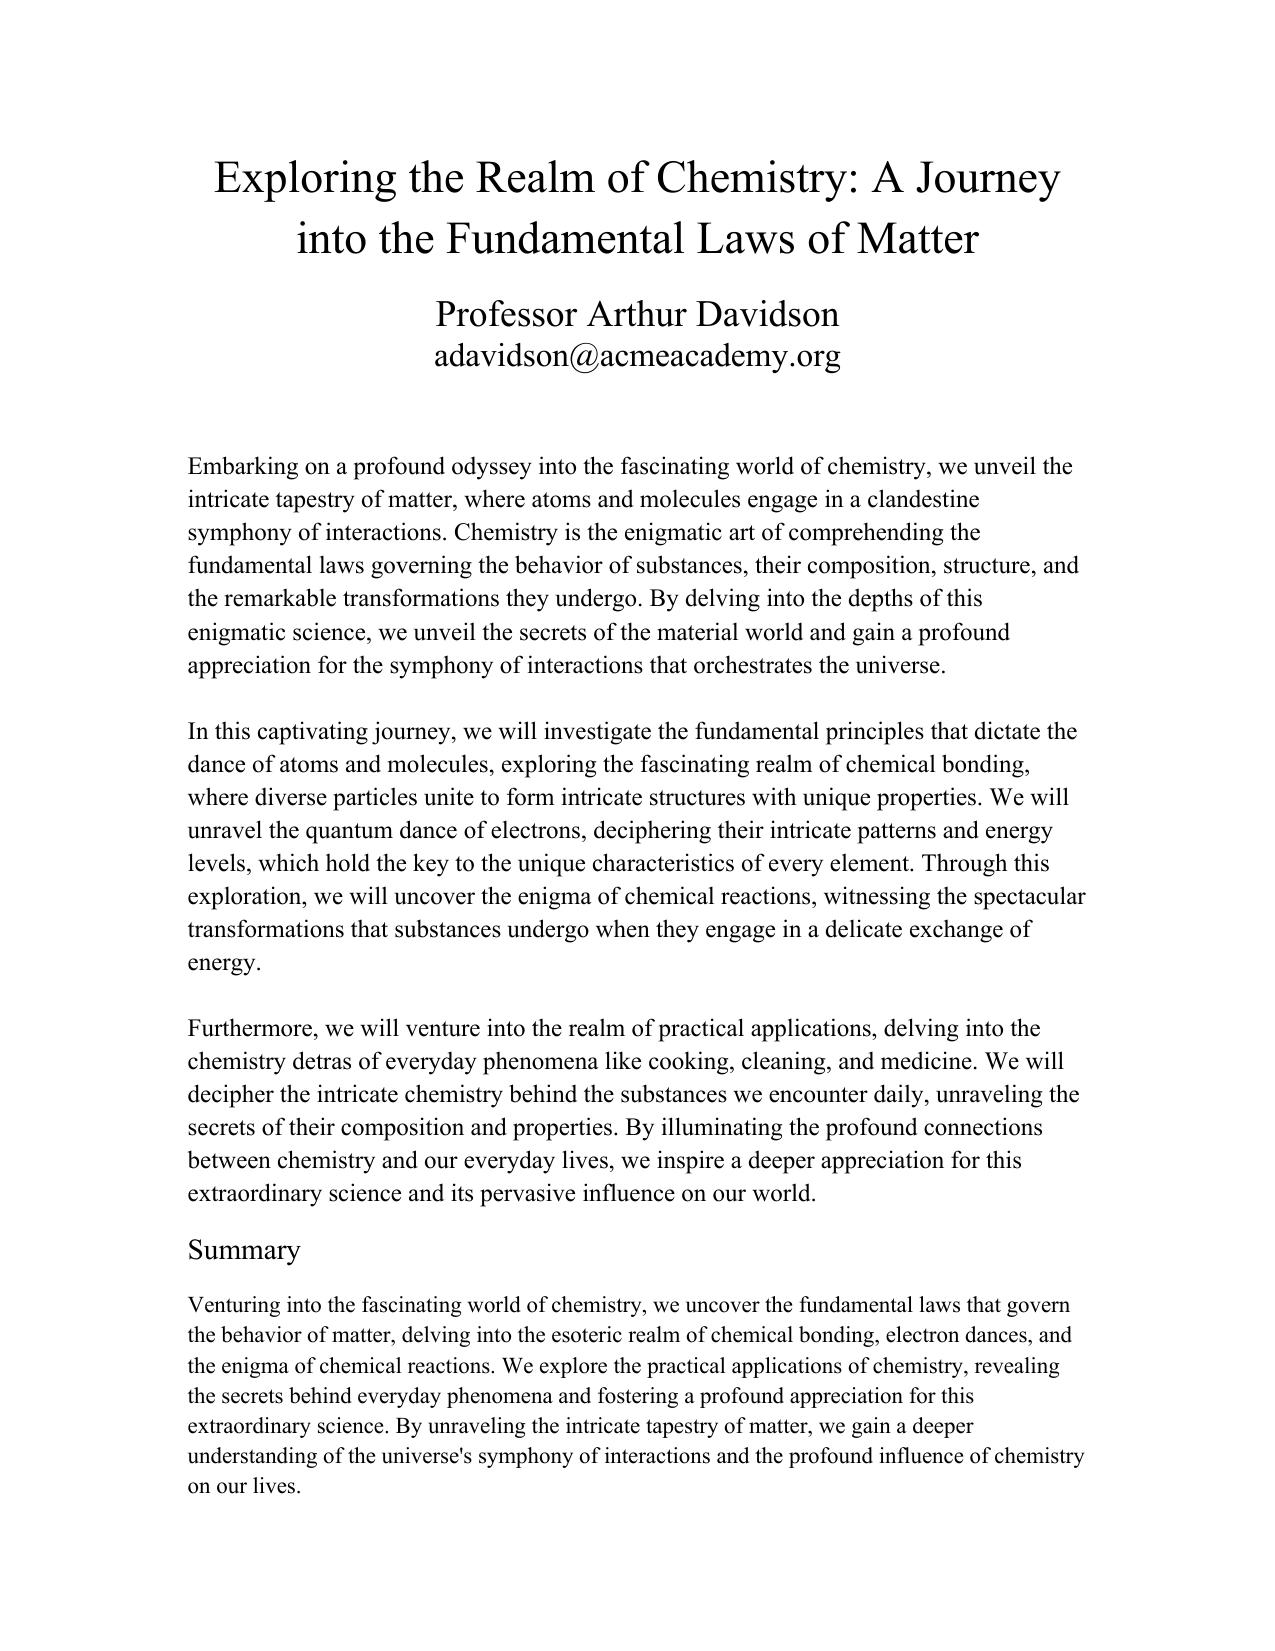 Exploring the Realm of Chemistry: A Journey
into the Fundamental Laws of Matter
Professor Arthur Davidson
adavidson@acmeacademy.org
Embarking on a profound odyssey into the fascinating world of chemistry, we unveil the
intricate tapestry of matter, where atoms and molecules engage in a clandestine
symphony of interactions. Chemistry is the enigmatic art of comprehending the
fundamental laws governing the behavior of substances, their composition, structure, and
the remarkable transformations they undergo. By delving into the depths of this
enigmatic science, we unveil the secrets of the material world and gain a profound
appreciation for the symphony of interactions that orchestrates the universe.
In this captivating journey, we will investigate the fundamental principles that dictate the
dance of atoms and molecules, exploring the fascinating realm of chemical bonding,
where diverse particles unite to form intricate structures with unique properties. We will
unravel the quantum dance of electrons, deciphering their intricate patterns and energy
levels, which hold the key to the unique characteristics of every element. Through this
exploration, we will uncover the enigma of chemical reactions, witnessing the spectacular
transformations that substances undergo when they engage in a delicate exchange of
energy.
Furthermore, we will venture into the realm of practical applications, delving into the
chemistry detras of everyday phenomena like cooking, cleaning, and medicine. We will
decipher the intricate chemistry behind the substances we encounter daily, unraveling the
secrets of their composition and properties. By illuminating the profound connections
between chemistry and our everyday lives, we inspire a deeper appreciation for this
extraordinary science and its pervasive influence on our world.
Summary
Venturing into the fascinating world of chemistry, we uncover the fundamental laws that govern
the behavior of matter, delving into the esoteric realm of chemical bonding, electron dances, and
the enigma of chemical reactions. We explore the practical applications of chemistry, revealing
the secrets behind everyday phenomena and fostering a profound appreciation for this
extraordinary science. By unraveling the intricate tapestry of matter, we gain a deeper
understanding of the universe's symphony of interactions and the profound influence of chemistry
on our lives.